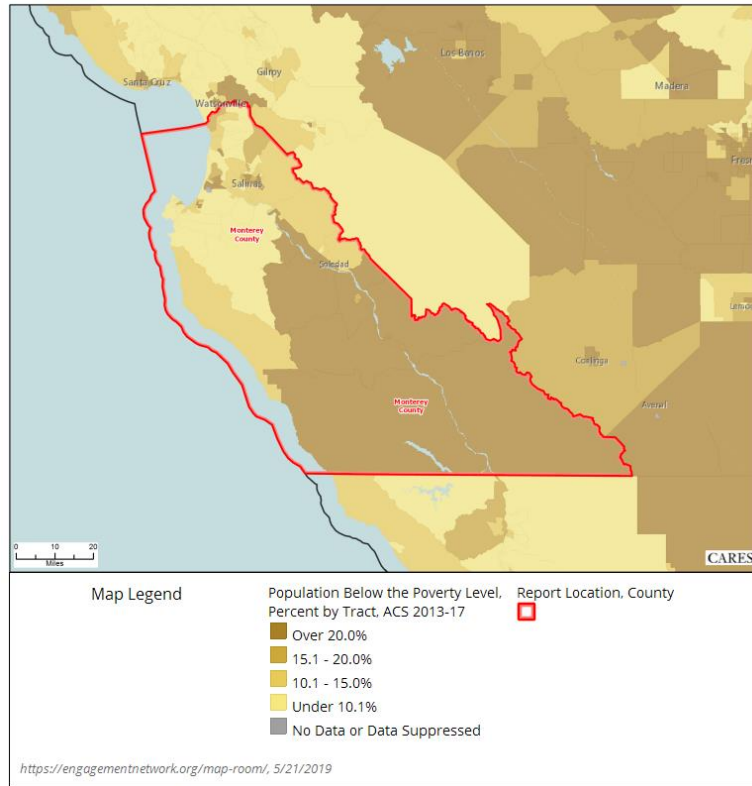 Los Banos
Gilroy
Santa Cruz
Madera
Watsonville
Fresn
Salinas
Monterey
County
Soledad
Lemoo
Coalinga
Monterey
County
Avenal
0 10 20
Miles
CARES
Map Legend
Population Below the Poverty Level,
Percent by Tract, ACS 2013-17
Over 20.0%
15.1 - 20.0%
10.1 - 15.0%
Under 10.1%
No Data or Data Suppressed
Report Location, County
https://engagementnetwork.org/map-room/, 5/21/2019